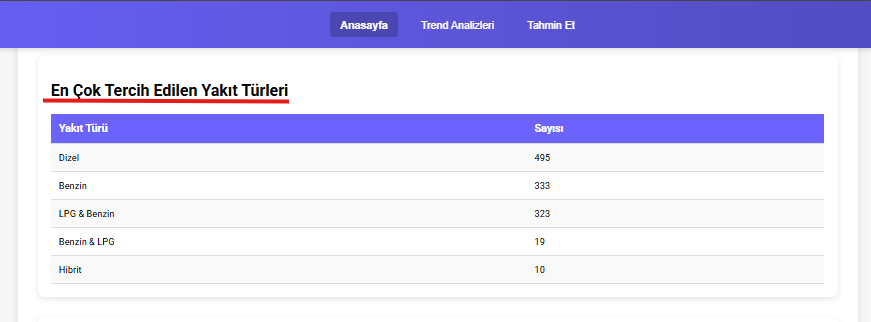 Anasayfa Trend Analizleri Tahmin Et
En Çok Tercih Edilen Yakıt Türleri
Yakıt Türü Sayısı
Dizel 495
Benzin 333
LPG & Benzin 323
Benzin & LPG 19
Hibrit 10